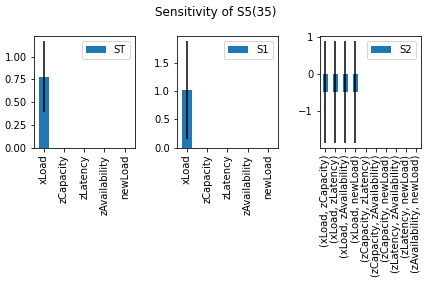 Sensitivity of S5(35)
ST
1.00
0.75
0.50
0.25
0.00
xLoad
zCapacity
zLatency
zAvailability
newLoad
S1
1.5
1.0
0.5
0.0
xLoad
zCapacity
zLatency
zAvailability
newLoad
S2
1
0
−1
(xLoad, zCapacity)
(xLoad, zLatency)
(xLoad, zAvailability)
(xLoad, newLoad)
(zCapacity, zLatency)
(zCapacity, zAvailability)
(zCapacity, newLoad)
(zLatency, zAvailability)
(zLatency, newLoad)
(zAvailability, newLoad)